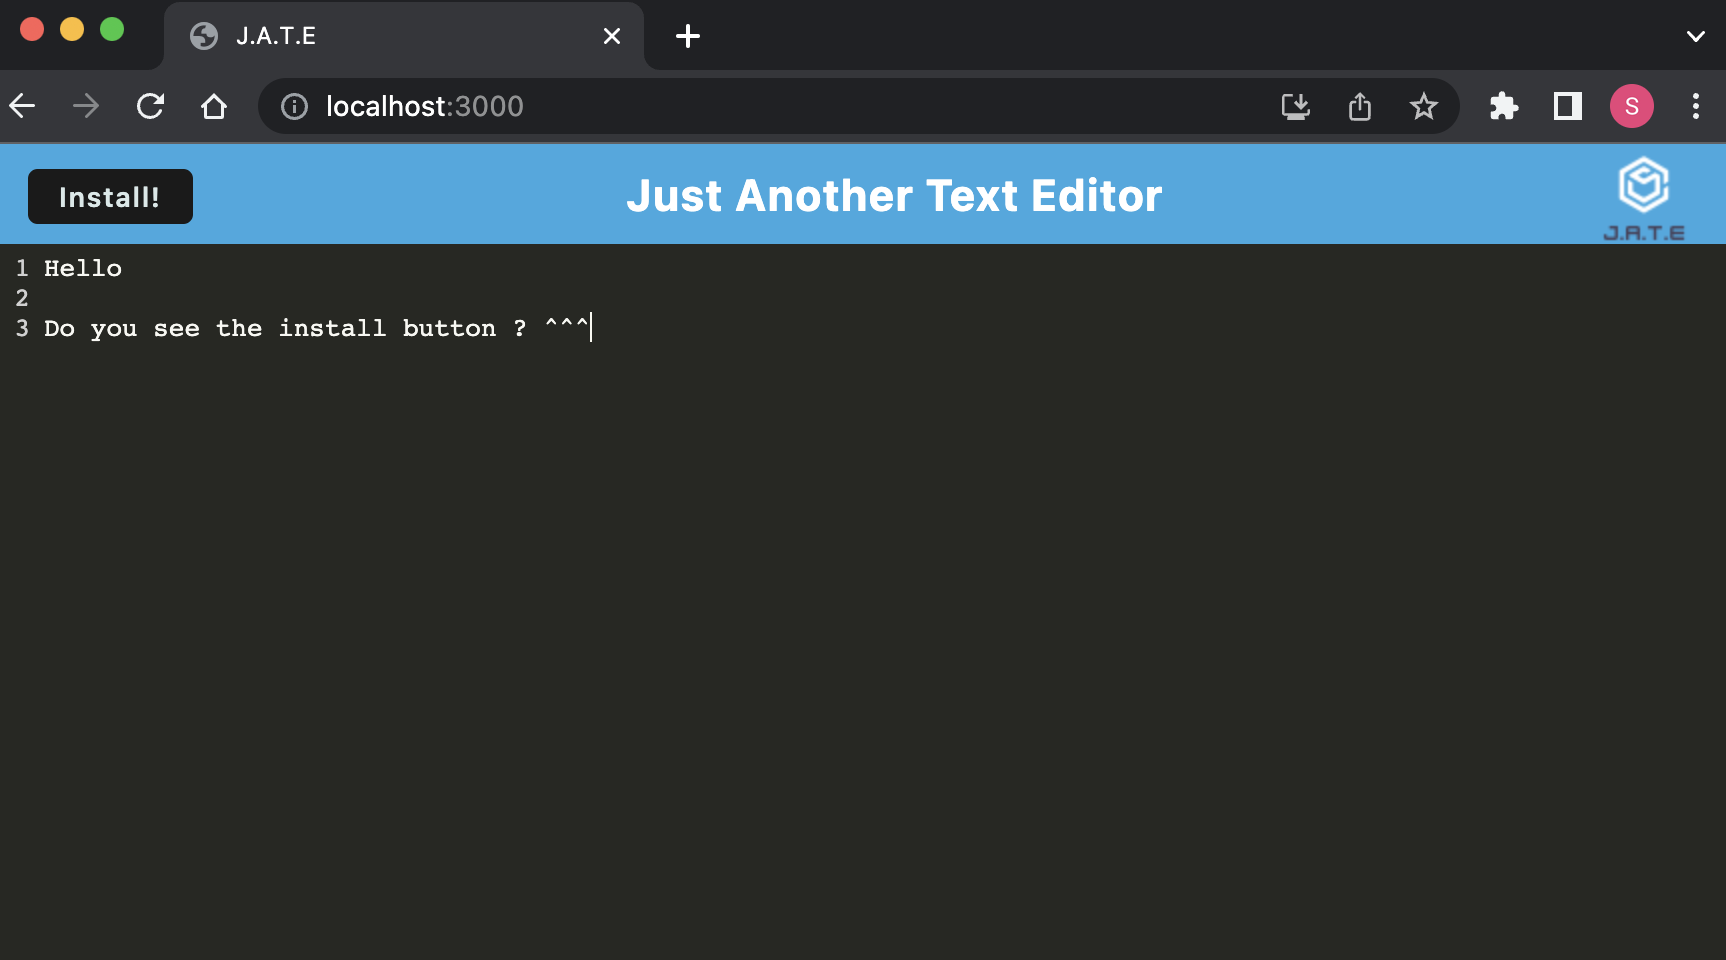 J.A.T.E
localhost:3000
S
Install!
Just Another Text Editor
J.A.T.E
1 Hello
2
3 Do you see the install button ? ^^^